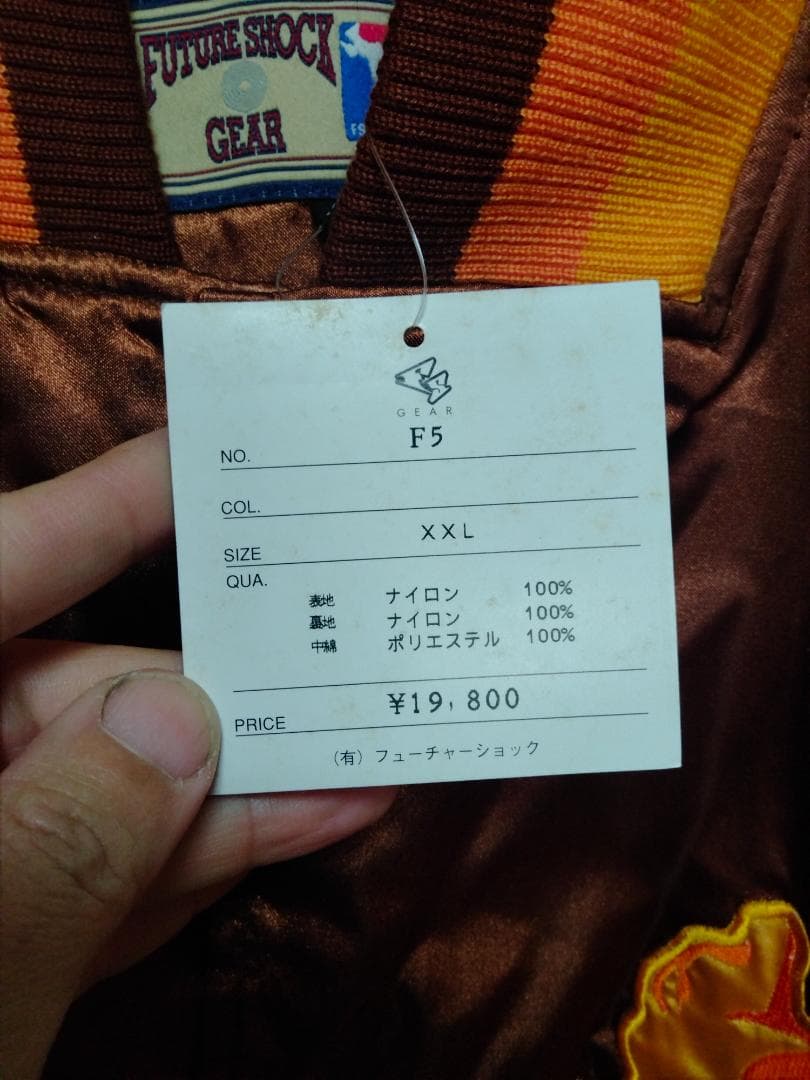 FUTURE SHOCK
GEAR
FS
GEAR
NO. F5
COL.
SIZE XXL
QUA.
表地 ナイロン 100%
裏地 ナイロン 100%
中綿 ポリエステル 100%
PRICE ¥19,800
(有)フューチャーショック